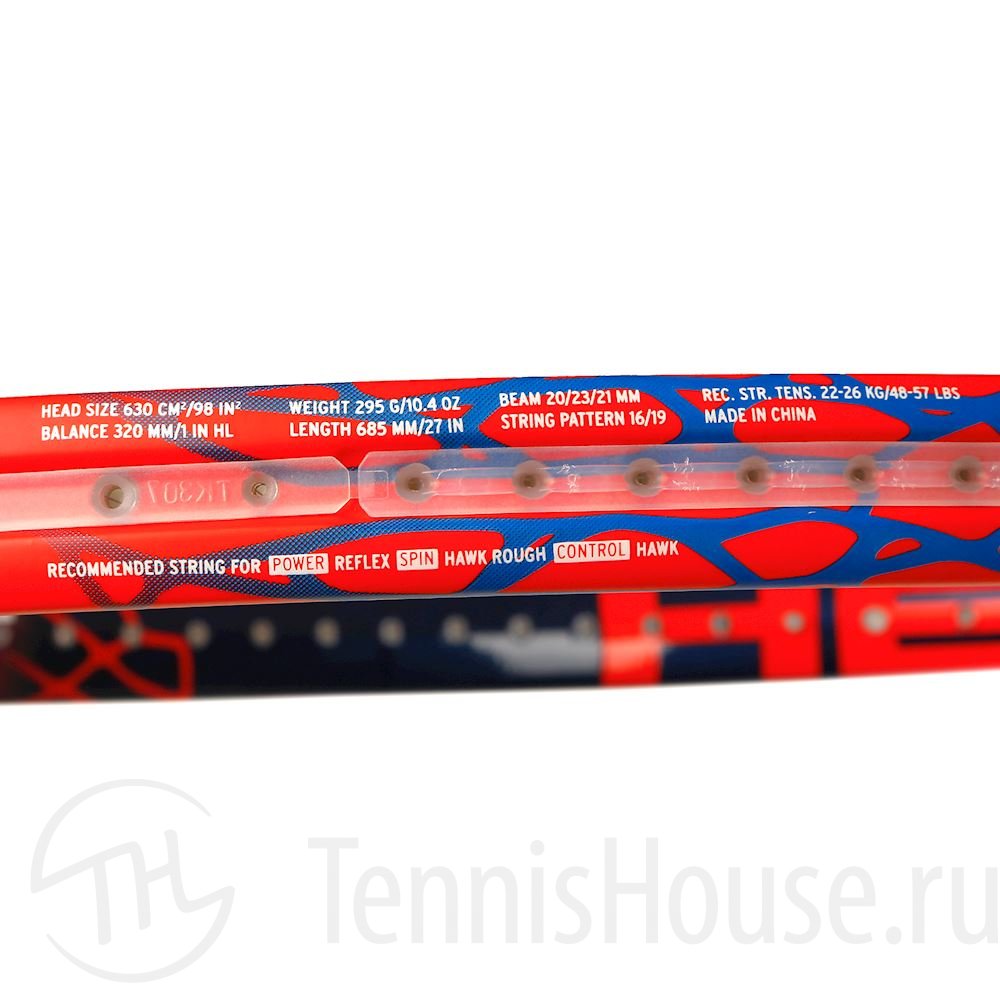 HEAD SIZE 630 CM²/98 IN²
BALANCE 320 MM/1 IN HL
WEIGHT 295 G/10.4 OZ
LENGTH 685 MM/27 IN
BEAM 20/23/21 MM
STRING PATTERN 16/19
REC. STR. TENS. 22-26 KG/48-57 LBS
MADE IN CHINA
TK307
RECOMMENDED STRING FOR POWER REFLEX SPIN HAWK ROUGH CONTROL HAWK
TH TennisHouse.ru